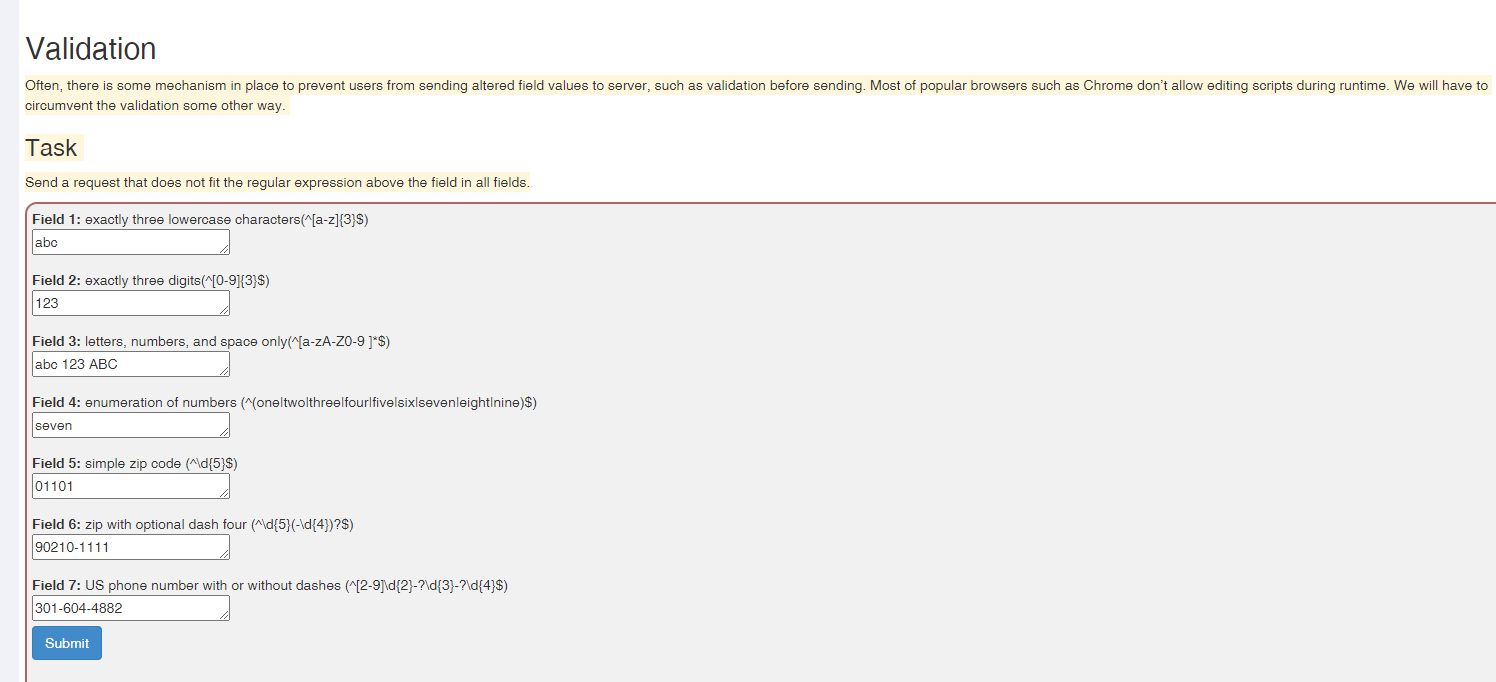 Validation
Often, there is some mechanism in place to prevent users from sending altered field values to server, such as validation before sending. Most of popular browsers such as Chrome don't allow editing scripts during runtime. We will have to
circumvent the validation some other way.
Task
Send a request that does not fit the regular expression above the field in all fields.
Field 1: exactly three lowercase characters(^[a-z]{3}$)
abc
Field 2: exactly three digits(^[0-9]{3}$)
123
Field 3: letters, numbers, and space only(^[a-zA-Z0-9 ]*$)
abc 123 ABC
Field 4: enumeration of numbers (^(one|two|three|four|five|six|seven|eight|nine)$)
seven
Field 5: simple zip code (^\d{5}$)
01101
Field 6: zip with optional dash four (^\d{5}(-\d{4})?$)
90210-1111
Field 7: US phone number with or without dashes (^[2-9]\d{2}-?\d{3}-?\d{4}$)
301-604-4882
Submit